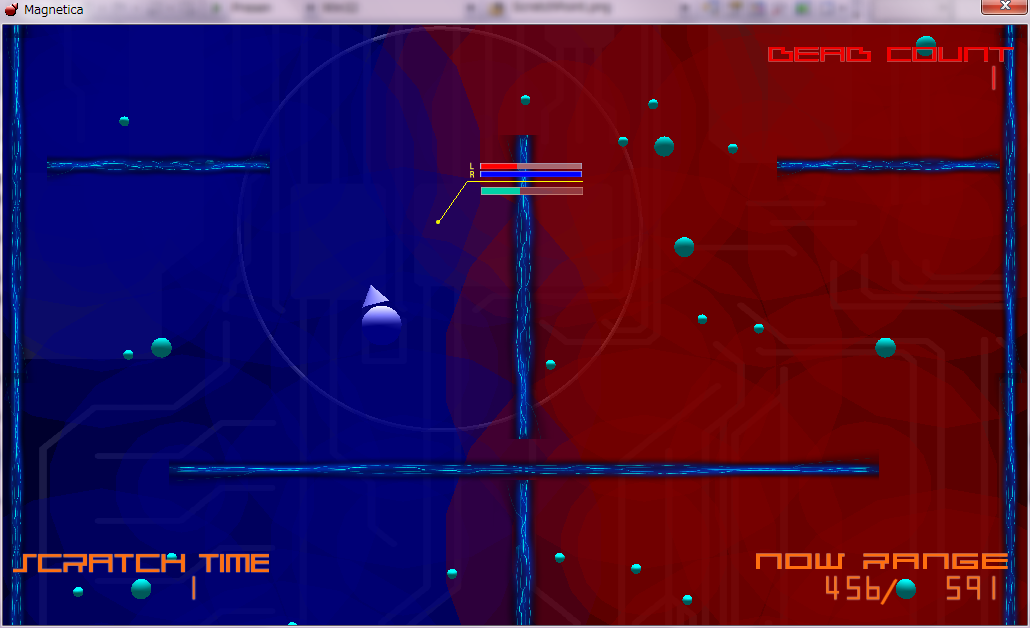 Magnetica
DEAD COUNT
1
L
R
SCRATCH TIME
1
NOW RANGE
456/ 591